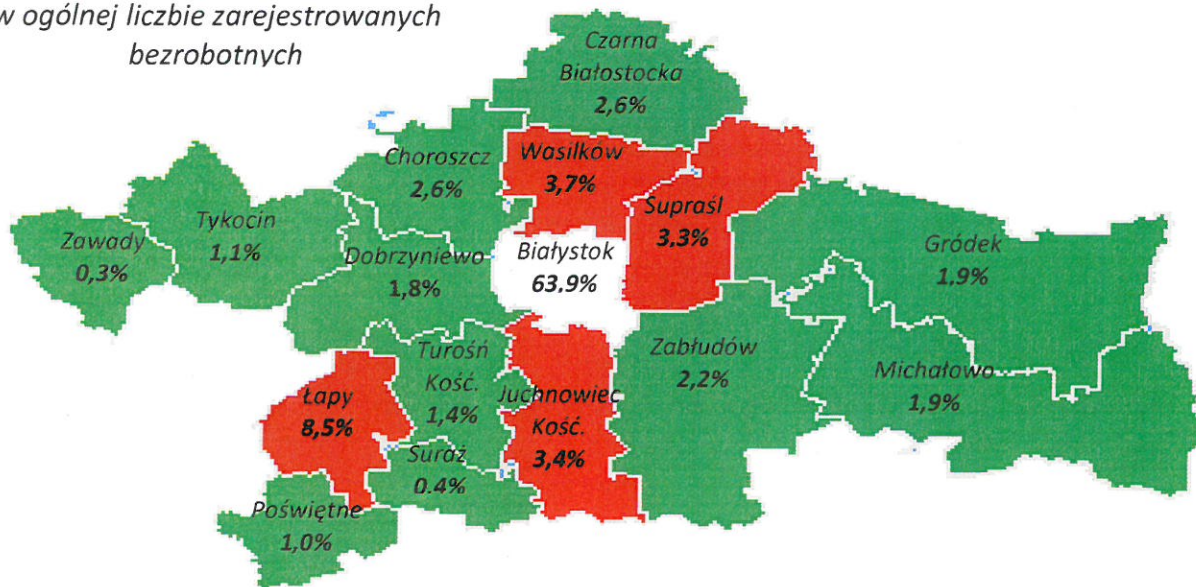 w ogólnej liczbie zarejestrowanych
bezrobotnych
Czarna
Białostocka
2,6%
Choroszcz
2,6%
Wasilków
3,7%
Supraśl
3,3%
Tykocin
1,1%
Zawady
0,3%
Dobrzyniewo
1,8%
Białystok
63,9%
Gródek
1,9%
Turośń
Kość.
1,4%
Zabłudów
2,2%
Michałowo
1,9%
Łapy
8,5%
Juchnowiec
Kość.
3,4%
Suraż
0,4%
Poświętne
1,0%